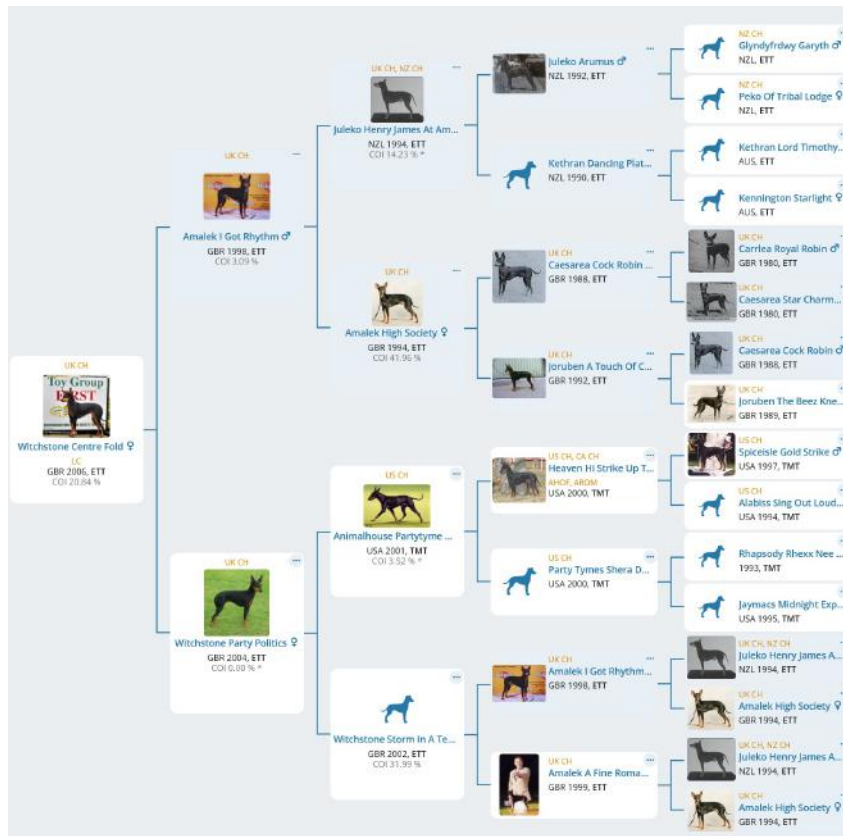 UK CH
Toy Group
FIRST
Witchstone Centre Fold ♀
LC
GBR 2006, ETT
COI 20.84 %
UK CH
Amalek I Got Rhythm ♂
GBR 1998, ETT
COI 3.09 %
UK CH
Witchstone Party Politics ♀
GBR 2004, ETT
COI 0.00 % *
UK CH, NZ CH
Juleko Henry James At Am...
NZL 1994, ETT
COI 14.23 % *
UK CH
Amalek High Society ♀
GBR 1994, ETT
COI 41.96 %
US CH
Animalhouse Partytyme ...
USA 2001, TMT
COI 3.52 % *
Witchstone Storm In A Te...
GBR 2002, ETT
COI 31.99 %
Juleko Arumus ♂
NZL 1992, ETT
Kethran Dancing Plat...
NZL 1990, ETT
UK CH
Caesarea Cock Robin ...
GBR 1988, ETT
UK CH
Joruben A Touch Of C...
GBR 1992, ETT
US CH, CA CH
Heaven Hi Strike Up T...
AHOF, AROM
USA 2000, TMT
US CH
Party Tymes Shera D...
USA 2000, TMT
UK CH
Amalek I Got Rhythm...
GBR 1998, ETT
UK CH
Amalek A Fine Roma...
GBR 1999, ETT
NZ CH
Glyndyfrdwy Garyth ♂
NZL, ETT
NZ CH
Peko Of Tribal Lodge ♀
NZL, ETT
Kethran Lord Timothy...
AUS, ETT
Kennington Starlight ♀
AUS, ETT
UK CH
Carrlea Royal Robin ♂
GBR 1980, ETT
UK CH
Caesarea Star Charm...
GBR 1980, ETT
UK CH
Caesarea Cock Robin ♂
GBR 1988, ETT
UK CH
Joruben The Beez Kne...
GBR 1989, ETT
US CH
Spiceisle Gold Strike ♂
USA 1997, TMT
US CH
Alabiss Sing Out Loud...
USA 1994, TMT
Rhapsody Rhexx Nee ...
1993, TMT
Jaymacs Midnight Exp...
USA 1995, TMT
UK CH, NZ CH
Juleko Henry James A...
NZL 1994, ETT
UK CH
Amalek High Society ♀
GBR 1994, ETT
UK CH, NZ CH
Juleko Henry James A...
NZL 1994, ETT
UK CH
Amalek High Society ♀
GBR 1994, ETT